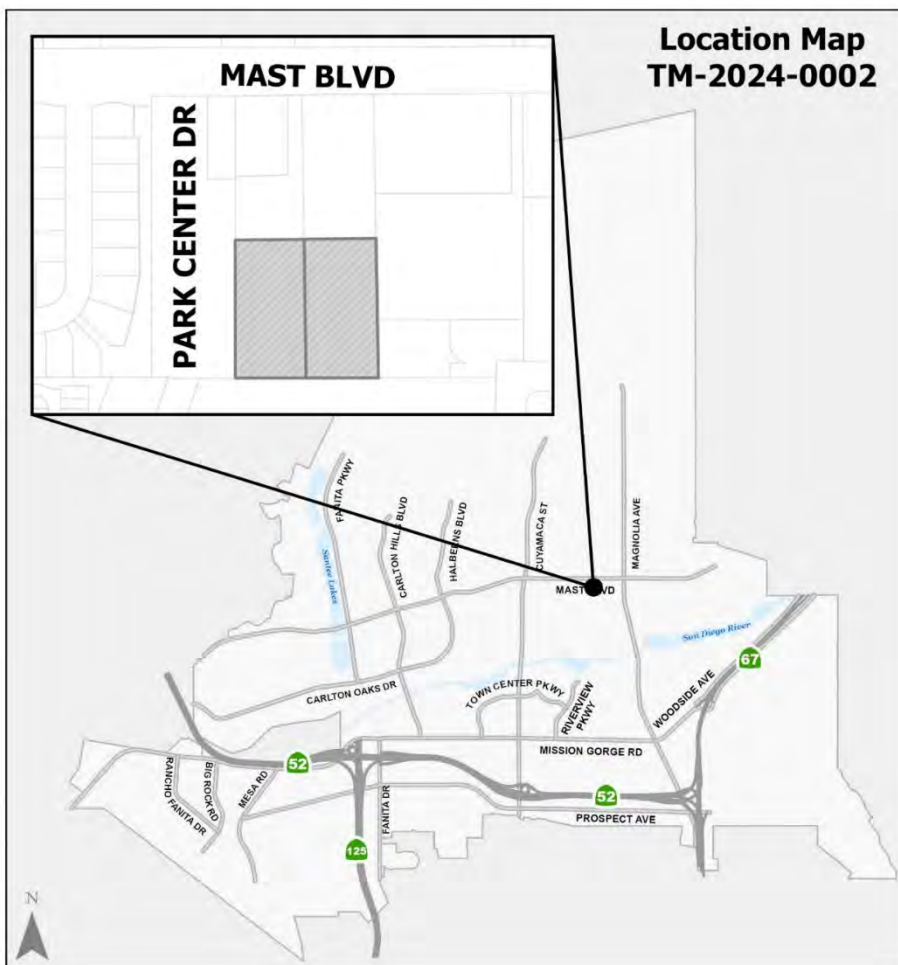 Location Map
TM-2024-0002
MAST BLVD
PARK CENTER DR
FANITA PKWY
CARLTON HILLS BLVD
HALBERNS BLVD
CUYAMACA ST
MAGNOLIA AVE
Santee Lakes
MAST BLVD
San Diego River
67
CARLTON OAKS DR
TOWN CENTER PKWY
RIVERVIEW
PKWY
WOODSIDE AVE
MISSION GORGE RD
52
RANCHO FANITA DR
BIG ROCK RD
MESA RD
FANITA DR
52
PROSPECT AVE
125
N